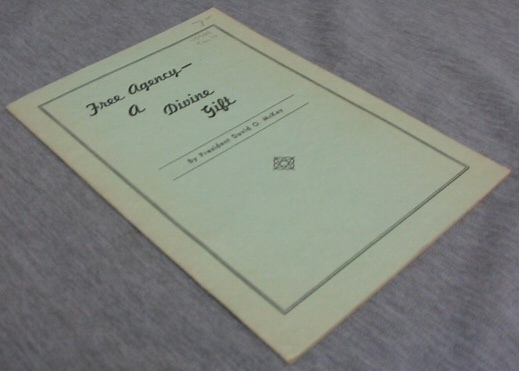 Free Agency—
A Divine
Gift
By President David O. McKay